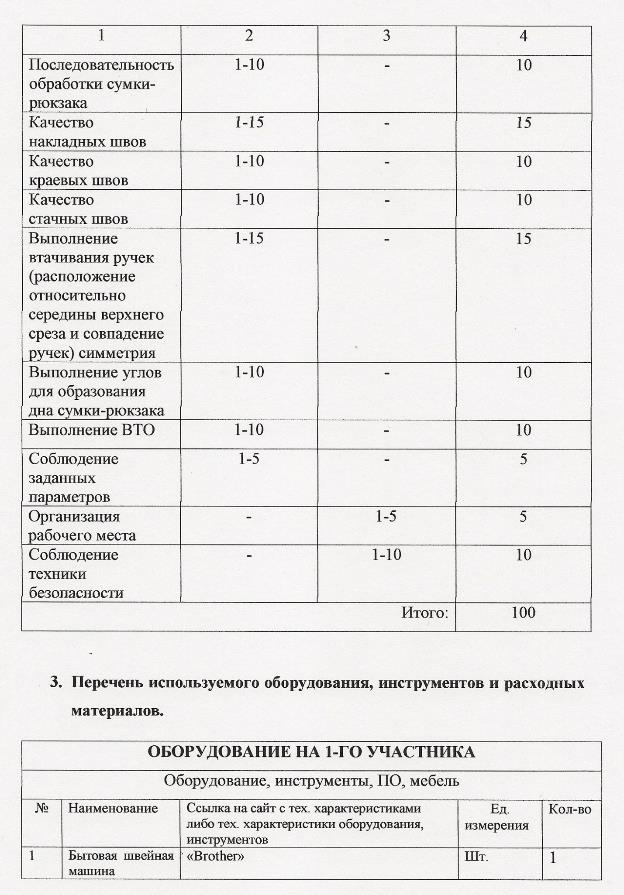 1 2 3 4
Последовательность 1-10 - 10
обработки сумки-
рюкзака
Качество 1-15 - 15
накладных швов
Качество 1-10 - 10
краевых швов
Качество 1-10 - 10
стачных швов
Выполнение 1-15 - 15
втачивания ручек
(расположение
относительно
середины верхнего
среза и совпадение
ручек) симметрия
Выполнение углов 1-10 - 10
для образования
дна сумки-рюкзака
Выполнение ВТО 1-10 - 10
Соблюдение 1-5 - 5
заданных
параметров
Организация - 1-5 5
рабочего места
Соблюдение - 1-10 10
техники
безопасности
Итого: 100
3. Перечень используемого оборудования, инструментов и расходных
материалов.
ОБОРУДОВАНИЕ НА 1-ГО УЧАСТНИКА
Оборудование, инструменты, ПО, мебель
№ Наименование Ссылка на сайт с тех. характеристиками Ед. Кол-во
либо тех. характеристики оборудования, измерения
инструментов
1 Бытовая швейная «Brother» Шт. 1
машина